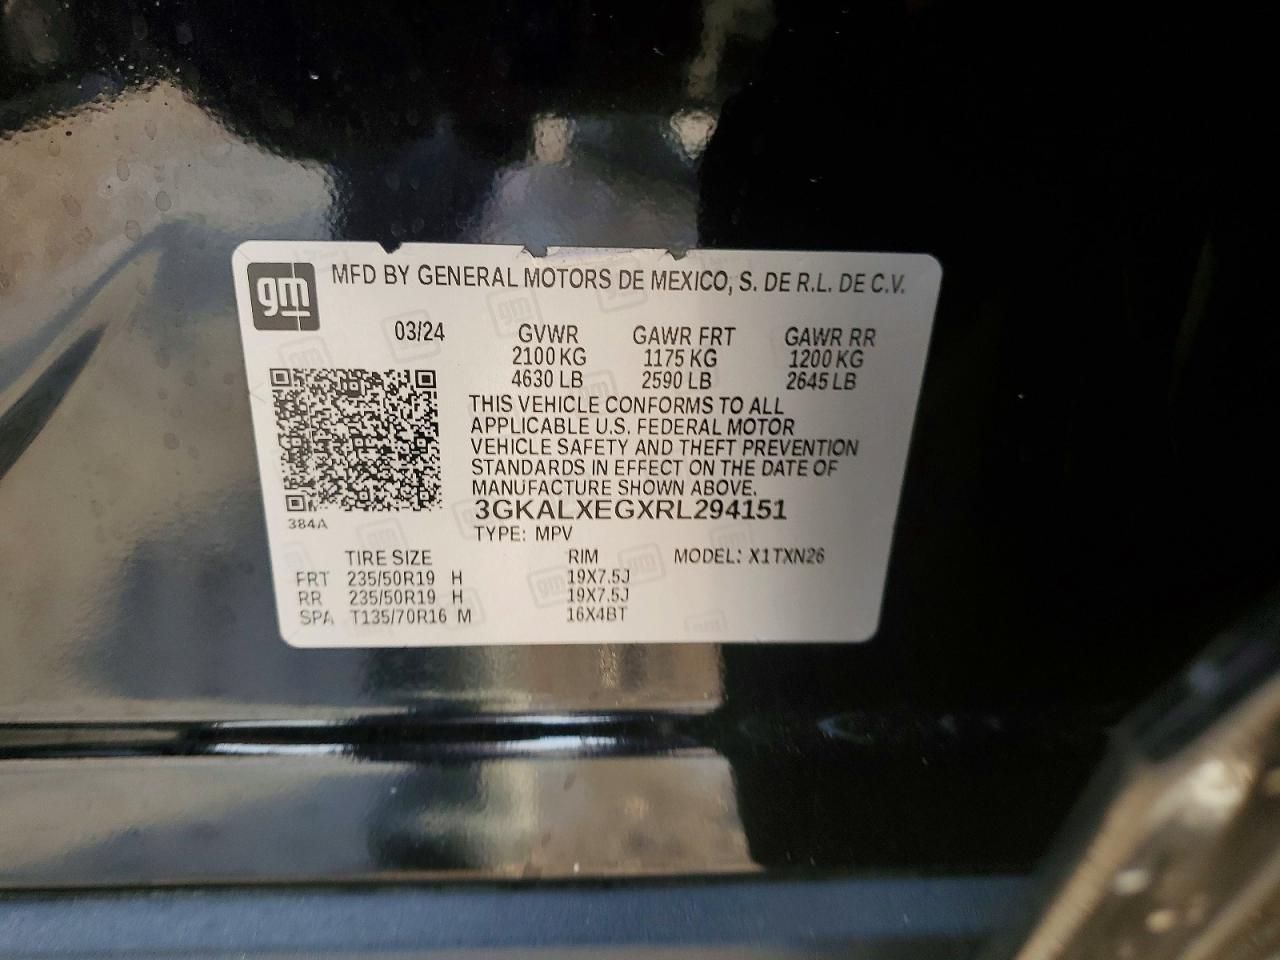 gm MFD BY GENERAL MOTORS DE MEXICO, S. DE R.L. DE C.V.
03/24 GVWR GAWR FRT GAWR RR
2100 KG 1175 KG 1200 KG
4630 LB 2590 LB 2645 LB
THIS VEHICLE CONFORMS TO ALL
APPLICABLE U.S. FEDERAL MOTOR
VEHICLE SAFETY AND THEFT PREVENTION
STANDARDS IN EFFECT ON THE DATE OF
MANUFACTURE SHOWN ABOVE.
3GKALXEGXRL294151
384A
TYPE: MPV
TIRE SIZE RIM MODEL: X1TXN26
FRT 235/50R19 H 19X7.5J
RR 235/50R19 H 19X7.5J
SPA T135/70R16 M 16X4BT